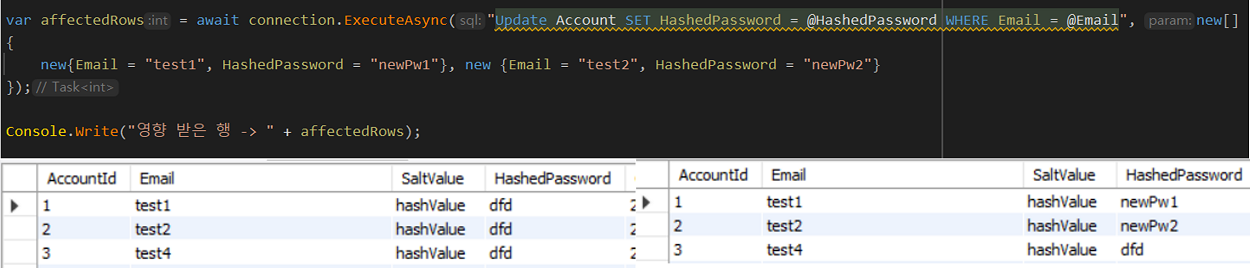 var affectedRows:int = await connection.ExecuteAsync(sql:"Update Account SET HashedPassword = @HashedPassword WHERE Email = @Email", param:new[]
{
new{Email = "test1", HashedPassword = "newPw1"}, new {Email = "test2", HashedPassword = "newPw2"}
});// Task<int>
Console.Write("영향 받은 행 -> " + affectedRows);
AccountId Email SaltValue HashedPassword
1 test1 hashValue dfd 2
2 test2 hashValue dfd 2
3 test4 hashValue dfd 2
AccountId Email SaltValue HashedPassword
1 test1 hashValue newPw1
2 test2 hashValue newPw2
3 test4 hashValue dfd